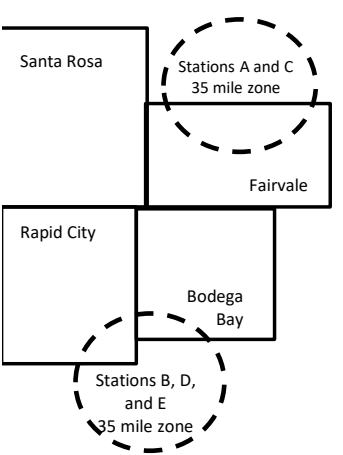 Santa Rosa
Stations A and C
35 mile zone
Fairvale
Rapid City
Bodega
Bay
Stations B, D,
and E
35 mile zone